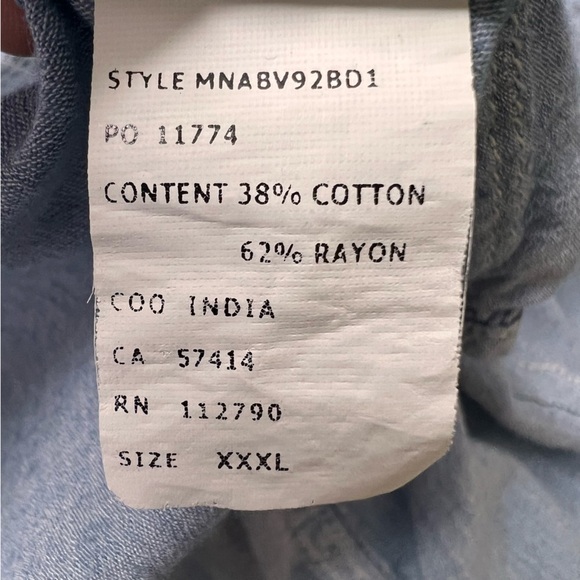 STYLE MNABV92BD1
PO 11774
CONTENT 38% COTTON
62% RAYON
COO INDIA
CA 57414
RN 112790
SIZE XXXL